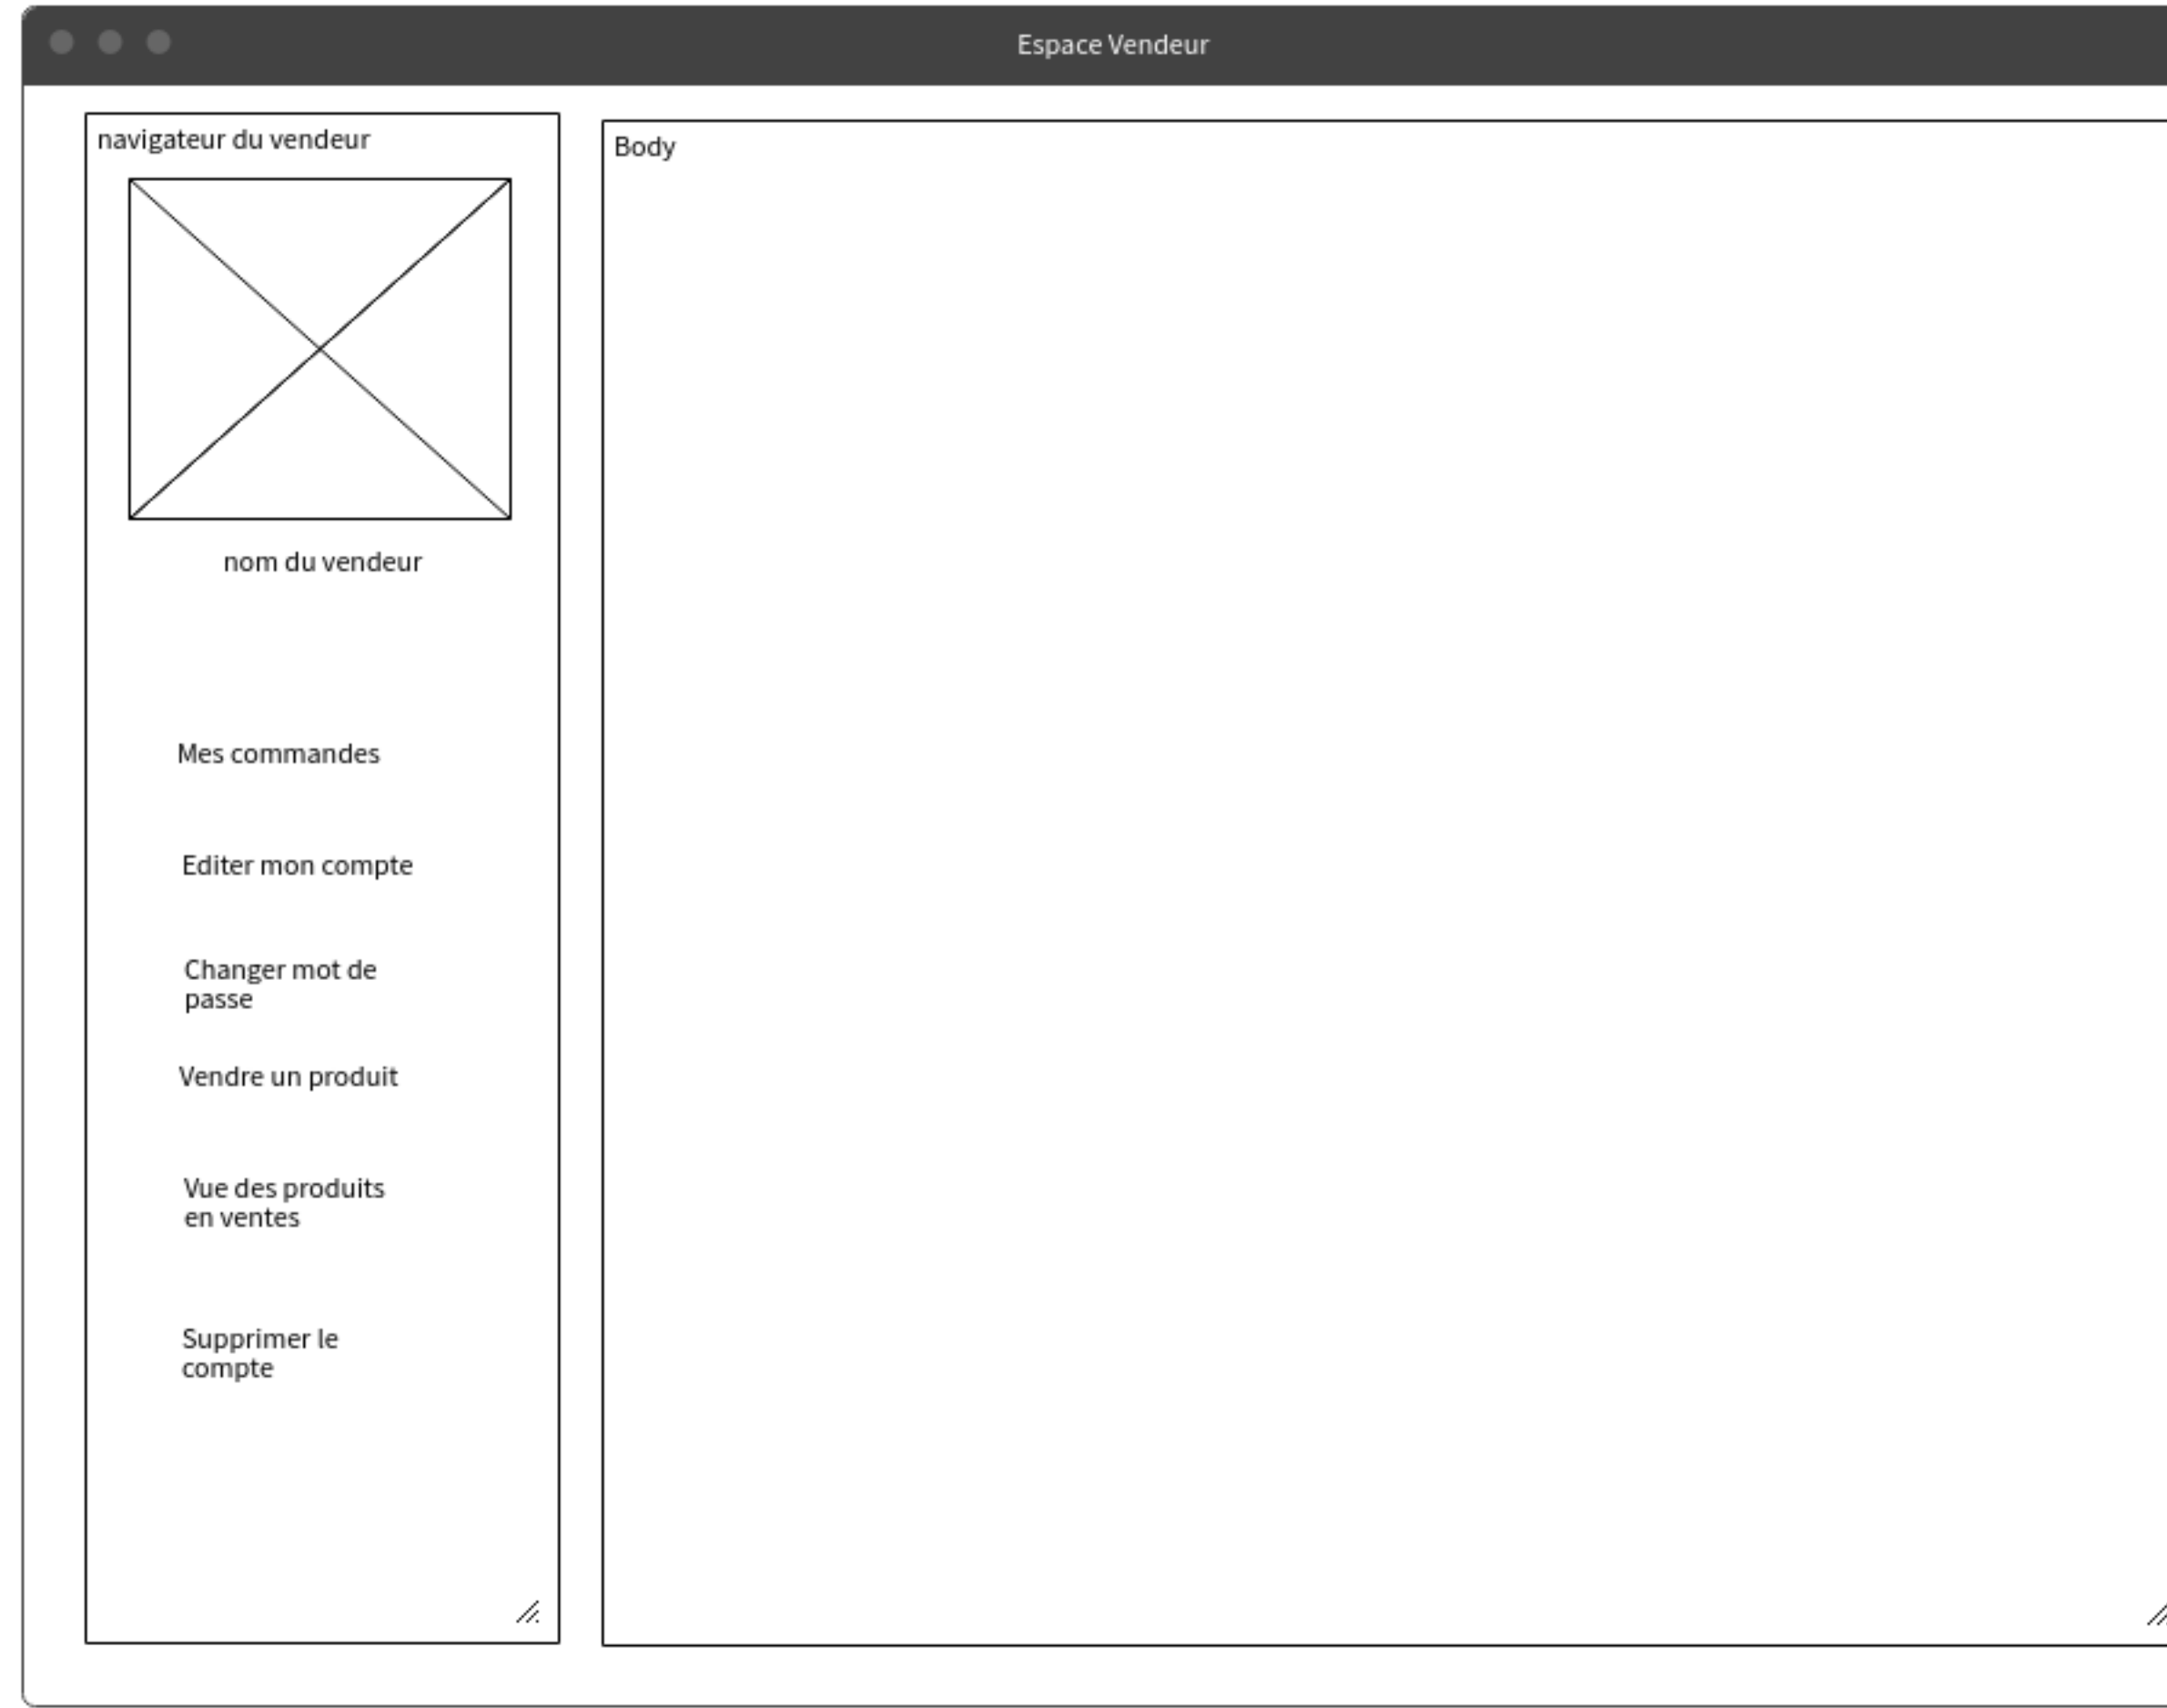 Espace Vendeur
navigateur du vendeur
nom du vendeur
Mes commandes
Editer mon compte
Changer mot de
passe
Vendre un produit
Vue des produits
en ventes
Supprimer le
compte
Body